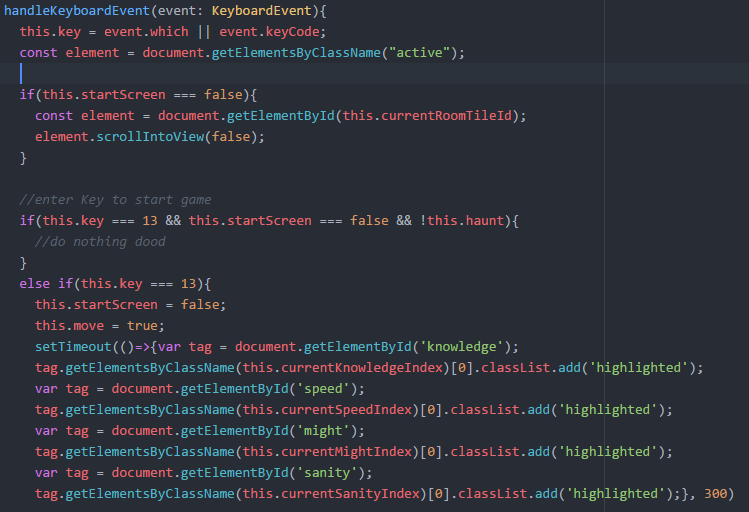 handleKeyboardEvent(event: KeyboardEvent){
this.key = event.which || event.keyCode;
const element = document.getElementsByClassName("active");
if(this.startScreen === false){
const element = document.getElementById(this.currentRoomTileId);
element.scrollIntoView(false);
}
//enter Key to start game
if(this.key === 13 && this.startScreen === false && !this.haunt){
//do nothing dood
}
else if(this.key === 13){
this.startScreen = false;
this.move = true;
setTimeout(()=>{var tag = document.getElementById('knowledge');
tag.getElementsByClassName(this.currentKnowledgeIndex)[0].classList.add('highlighted');
var tag = document.getElementById('speed');
tag.getElementsByClassName(this.currentSpeedIndex)[0].classList.add('highlighted');
var tag = document.getElementById('might');
tag.getElementsByClassName(this.currentMightIndex)[0].classList.add('highlighted');
var tag = document.getElementById('sanity');
tag.getElementsByClassName(this.currentSanityIndex)[0].classList.add('highlighted');}, 300)